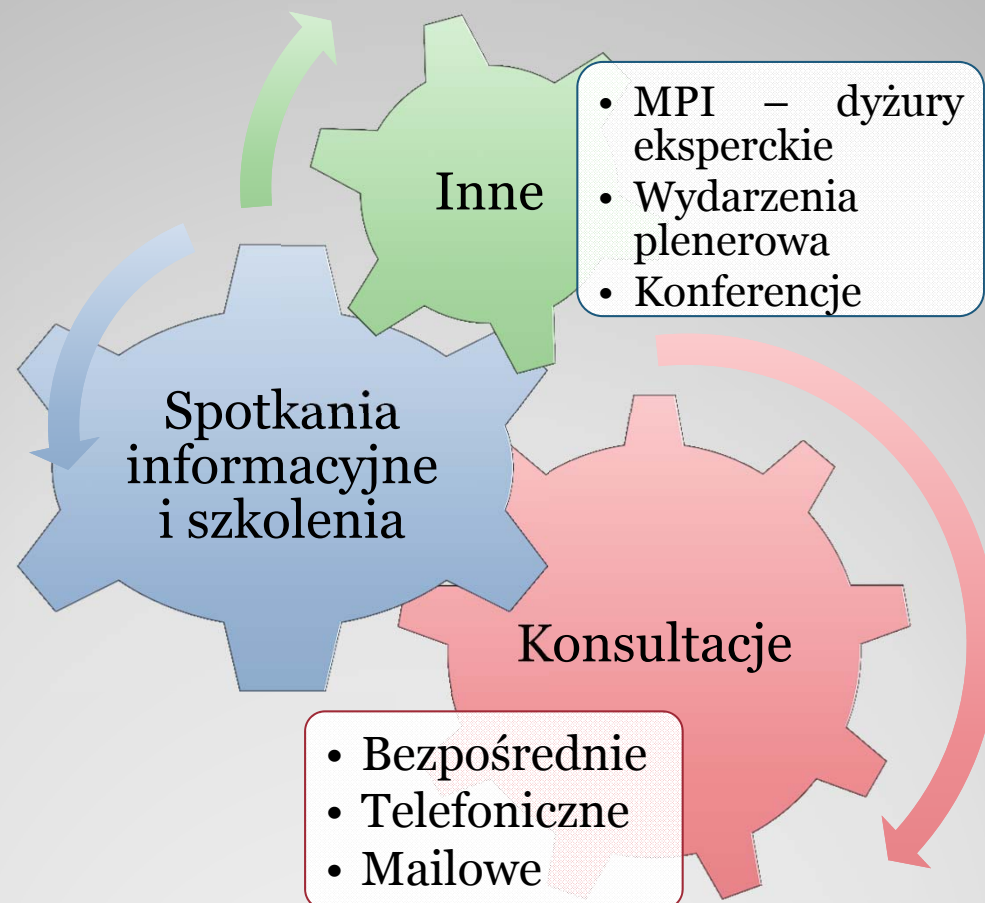 Inne
• MPI – dyżury
eksperckie
• Wydarzenia
plenerowa
• Konferencje
Spotkania
informacyjne
i szkolenia
Konsultacje
• Bezpośrednie
• Telefoniczne
• Mailowe